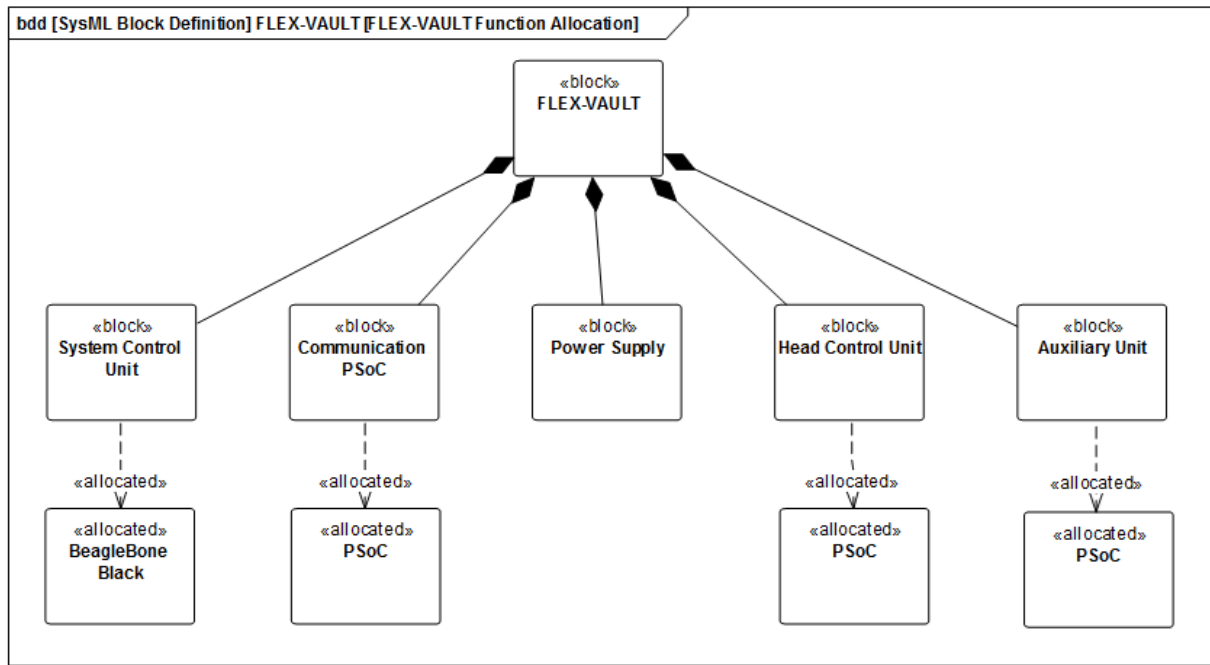 bdd [SysML Block Definition] FLEX-VAULT [FLEX-VAULT Function Allocation]
«block»
FLEX-VAULT
«block»
System Control
Unit
«block»
Communication
PSoC
«block»
Power Supply
«block»
Head Control Unit
«block»
Auxiliary Unit
«allocated»
«allocated»
«allocated»
«allocated»
«allocated»
BeagleBone
Black
«allocated»
PSoC
«allocated»
PSoC
«allocated»
PSoC